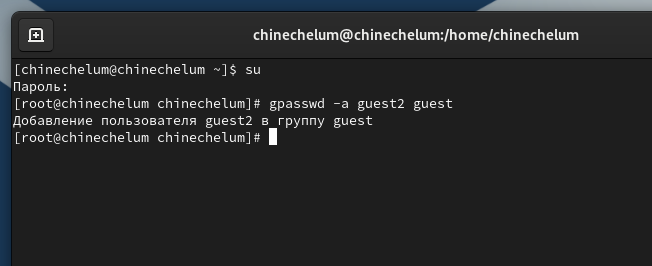 chinechelum@chinechelum:/home/chinechelum
[chinechelum@chinechelum ~]$ su
Пароль:
[root@chinechelum chinechelum]# gpasswd -a guest2 guest
Добавление пользователя guest2 в группу guest
[root@chinechelum chinechelum]#